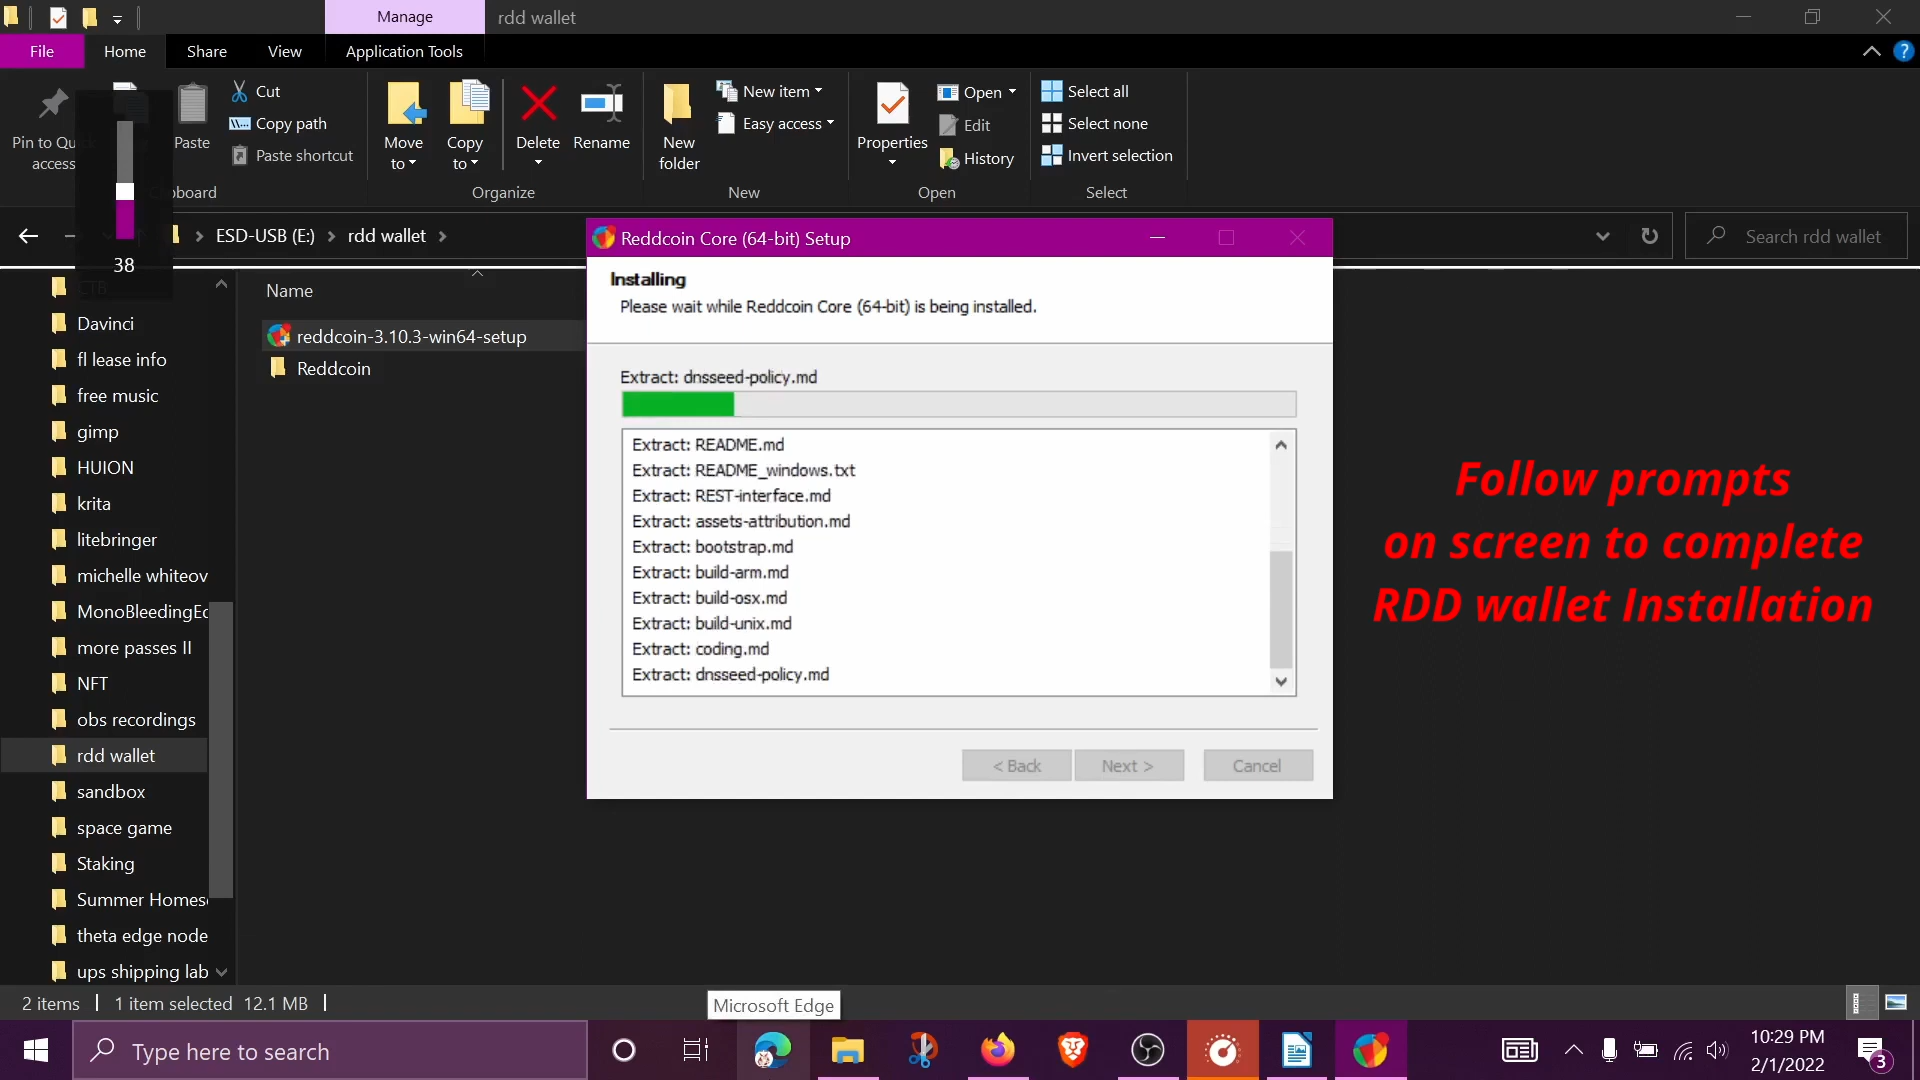 Manage
rdd wallet
File
Home
Share
View
Application Tools
Pin to Qu
access
Paste
Cut
Copy path
Paste shortcut
Move
to
Copy
to
Delete
Rename
New
folder
New item
Easy access
Properties
Open
Edit
History
Select all
Select none
Invert selection
pboard
Organize
New
Open
Select
ESD-USB (E:)
rdd wallet
Search rdd wallet
38
CTB
Davinci
fl lease info
free music
gimp
HUION
krita
litebringer
michelle whiteov
MonoBleedingEd
more passes II
NFT
obs recordings
rdd wallet
sandbox
space game
Staking
Summer Homes
theta edge node
ups shipping lab
Name
reddcoin-3.10.3-win64-setup
Reddcoin
Reddcoin Core (64-bit) Setup
Installing
Please wait while Reddcoin Core (64-bit) is being installed.
Extract: dnsseed-policy.md
Extract: README.md
Extract: README_windows.txt
Extract: REST-interface.md
Extract: assets-attribution.md
Extract: bootstrap.md
Extract: build-arm.md
Extract: build-osx.md
Extract: build-unix.md
Extract: coding.md
Extract: dnsseed-policy.md
< Back
Next >
Cancel
Follow prompts
on screen to complete
RDD wallet Installation
2 items
1 item selected 12.1 MB
Microsoft Edge
Type here to search
10:29 PM
2/1/2022
3